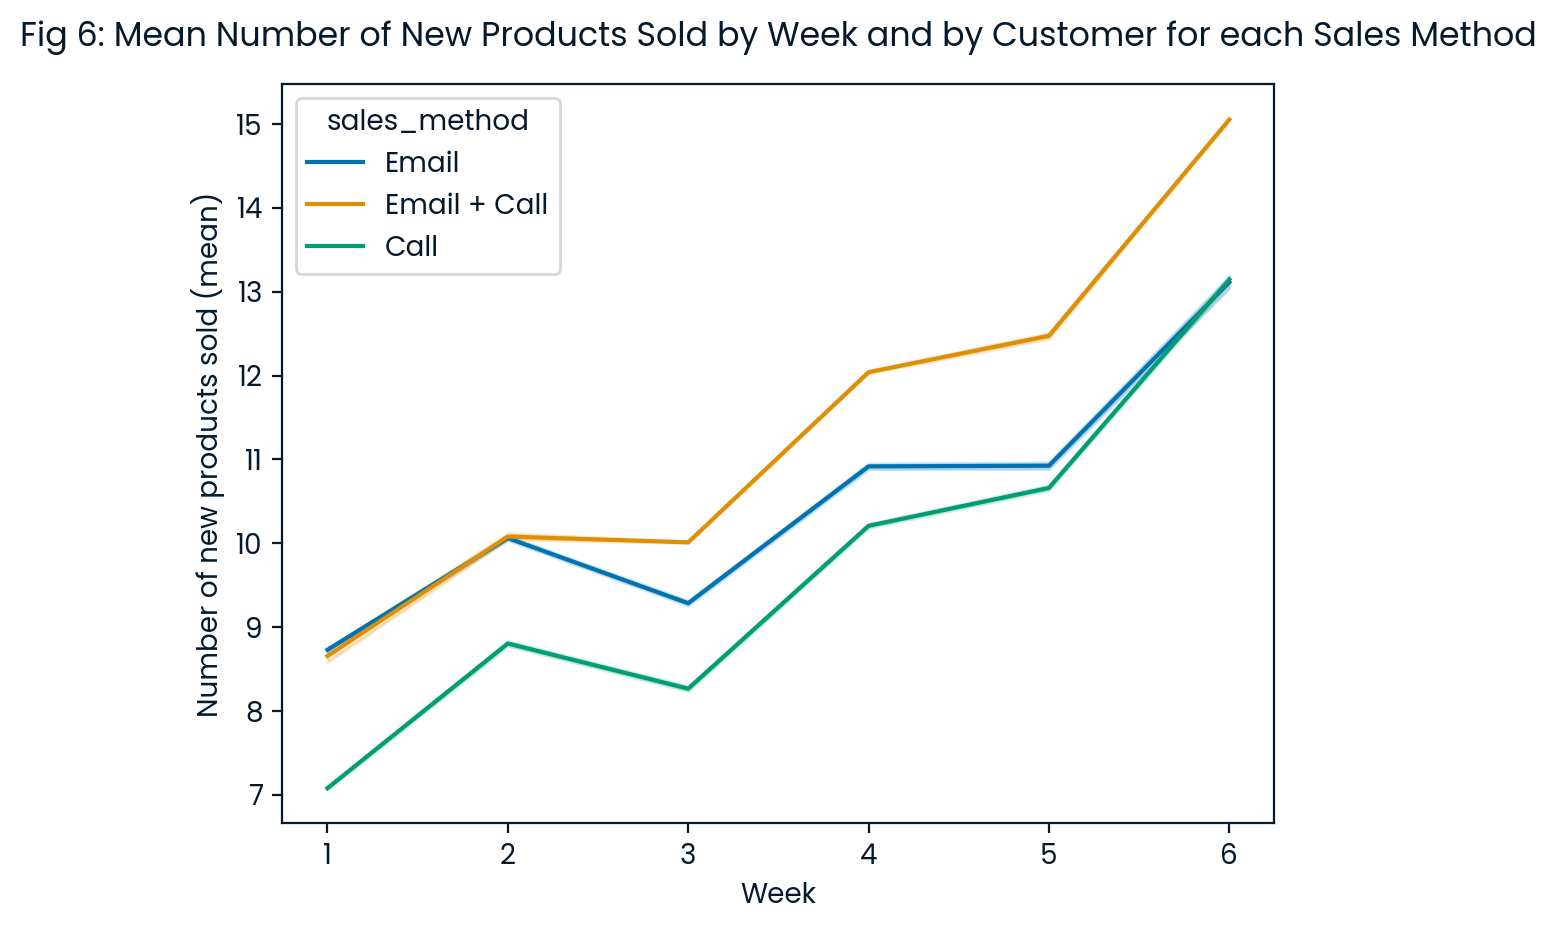 Fig 6: Mean Number of New Products Sold by Week and by Customer for each Sales Method
sales_method
Email
Email + Call
Call
Number of new products sold (mean)
15
14
13
12
11
10
9
8
7
1 2 3 4 5 6
Week